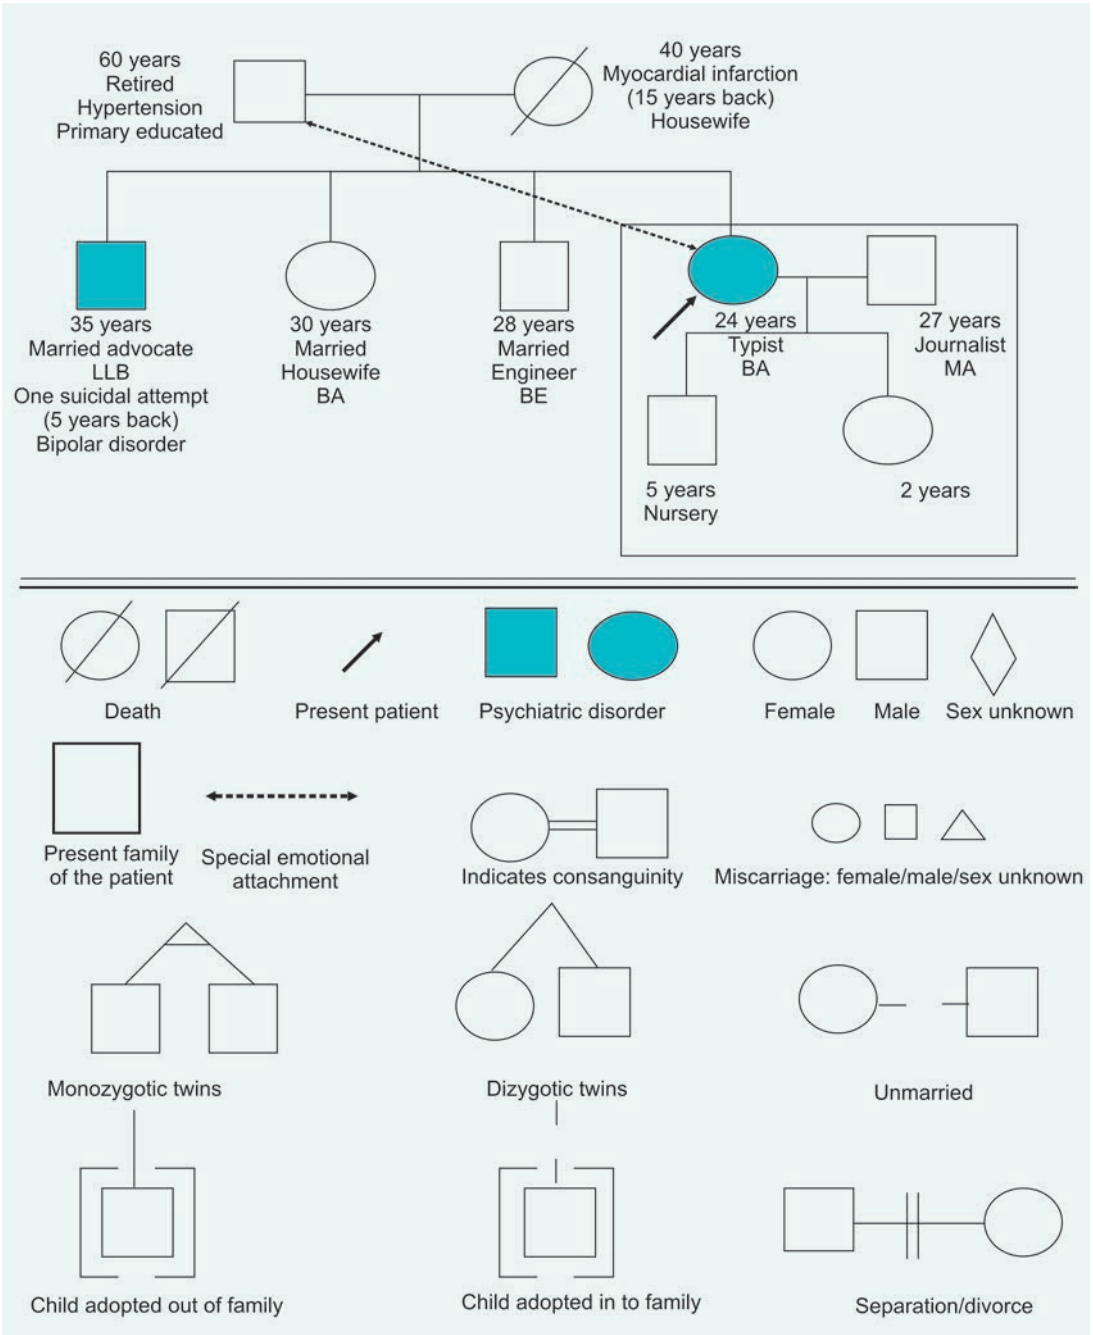 60 years
Retired
Hypertension
Primary educated
40 years
Myocardial infarction
(15 years back)
Housewife
35 years
Married advocate
LLB
One suicidal attempt
(5 years back)
Bipolar disorder
30 years
Married
Housewife
BA
28 years
Married
Engineer
BE
24 years
Typist
BA
27 years
Journalist
MA
5 years
Nursery
2 years
Death
Present patient
Psychiatric disorder
Female
Male
Sex unknown
Present family
of the patient
Special emotional
attachment
Indicates consanguinity
Miscarriage: female/male/sex unknown
Monozygotic twins
Dizygotic twins
Unmarried
Child adopted out of family
Child adopted in to family
Separation/divorce